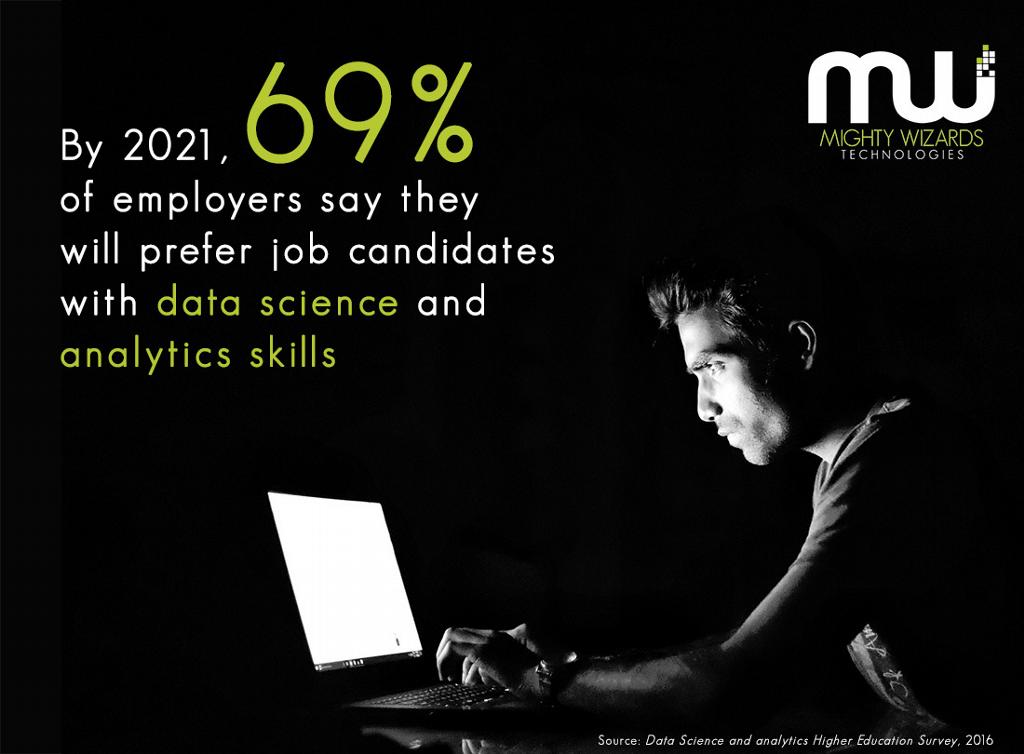 By 2021, 69%
of employers say they
will prefer job candidates
with data science and
analytics skills
mw
MIGHTY WIZARDS
TECHNOLOGIES
Source: Data Science and analytics Higher Education Survey, 2016